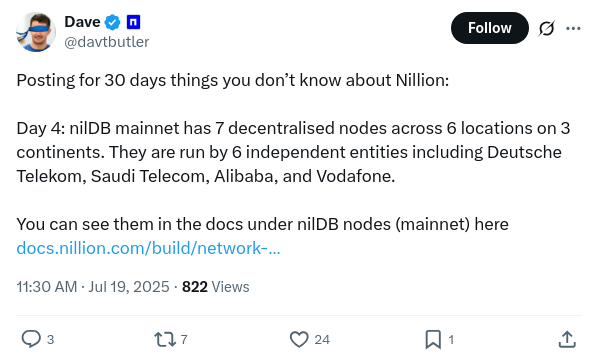 Dave
@davtbutler
Follow
Posting for 30 days things you don’t know about Nillion:
Day 4: nilDB mainnet has 7 decentralised nodes across 6 locations on 3
continents. They are run by 6 independent entities including Deutsche
Telekom, Saudi Telecom, Alibaba, and Vodafone.
You can see them in the docs under nilDB nodes (mainnet) here
docs.nillion.com/build/network-...
11:30 AM · Jul 19, 2025 · 822 Views
3 7 24 1